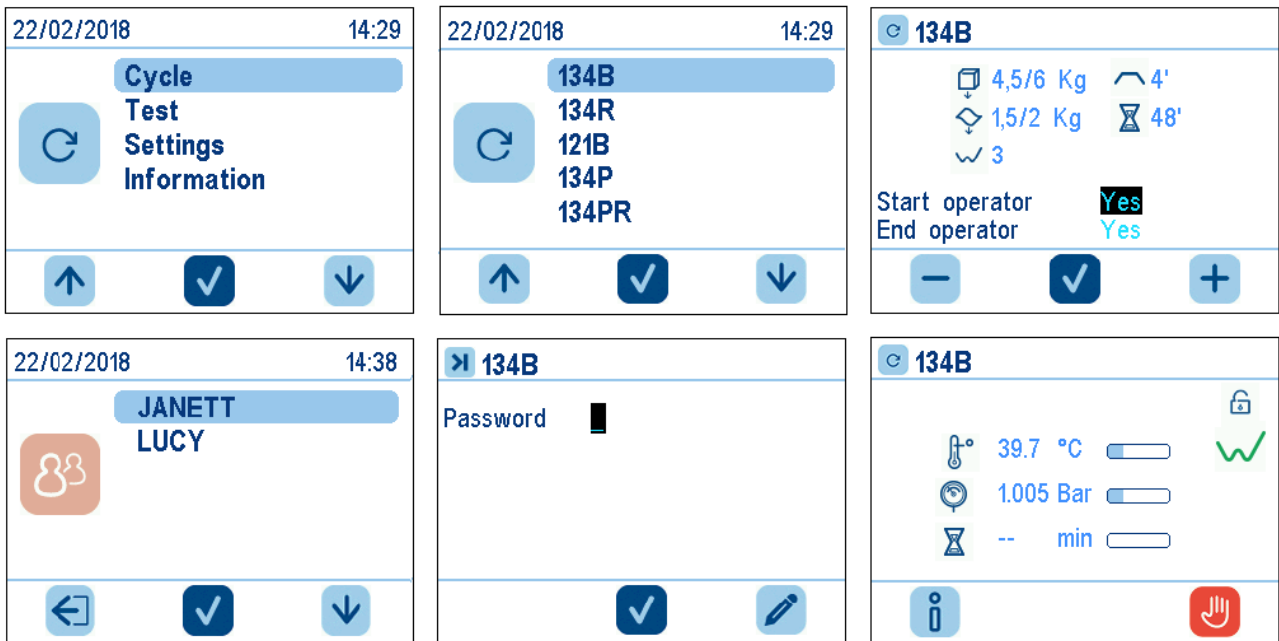 22/02/2018 14:29
Cycle
Test
Settings
Information
22/02/2018 14:29
134B
134R
121B
134P
134PR
134B
4,5/6 Kg 4'
1,5/2 Kg 48'
3
Start operator Yes
End operator Yes
22/02/2018 14:38
JANETT
LUCY
134B
Password _
134B
39.7 °C
1.005 Bar
-- min